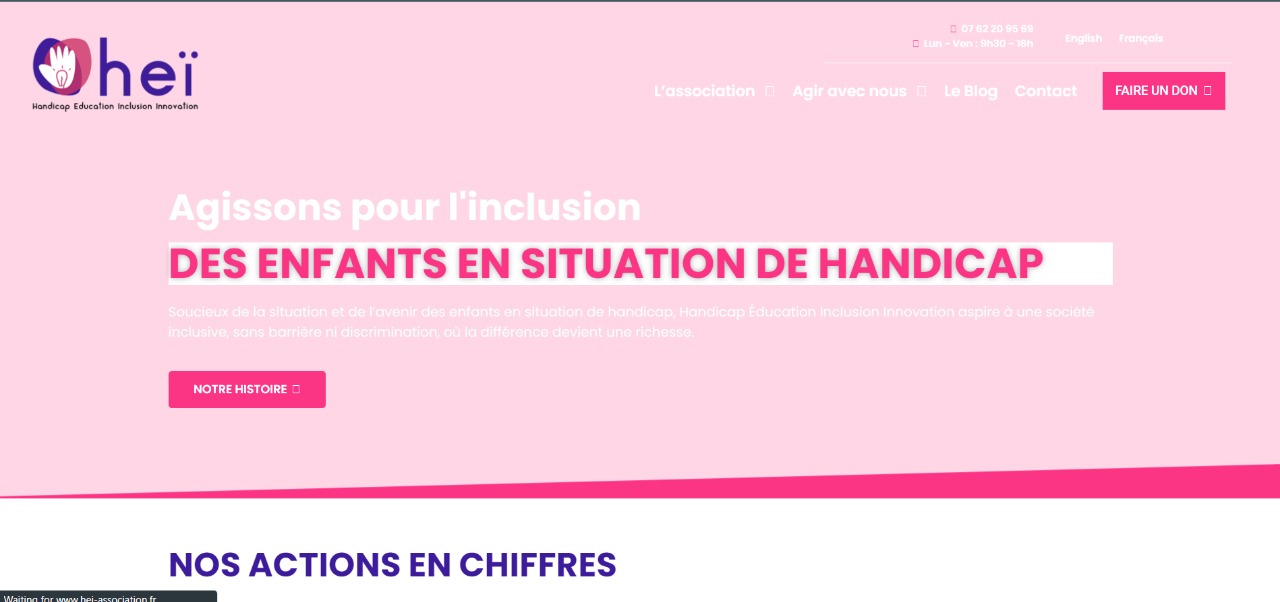 heï
Handicap Education Inclusion Innovation
07 62 20 95 69
Lun - Ven : 9h30 - 18h
English Français
L'association Agir avec nous Le Blog Contact FAIRE UN DON
Agissons pour l'inclusion
DES ENFANTS EN SITUATION DE HANDICAP
Soucieux de la situation et de l'avenir des enfants en situation de handicap, Handicap Éducation Inclusion Innovation aspire à une société
inclusive, sans barrière ni discrimination, où la différence devient une richesse.
NOTRE HISTOIRE
NOS ACTIONS EN CHIFFRES
Waiting for www.hei-association.fr